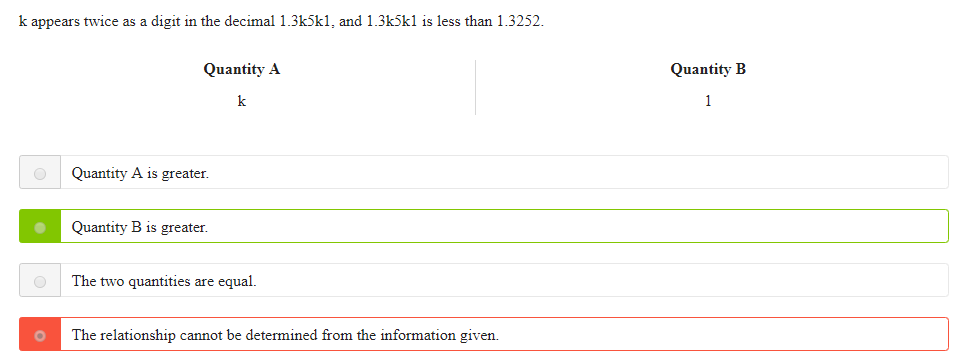 k appears twice as a digit in the decimal 1.3k5k1, and 1.3k5k1 is less than 1.3252.
Quantity A
Quantity B
k
1
Quantity A is greater.
Quantity B is greater.
The two quantities are equal.
The relationship cannot be determined from the information given.